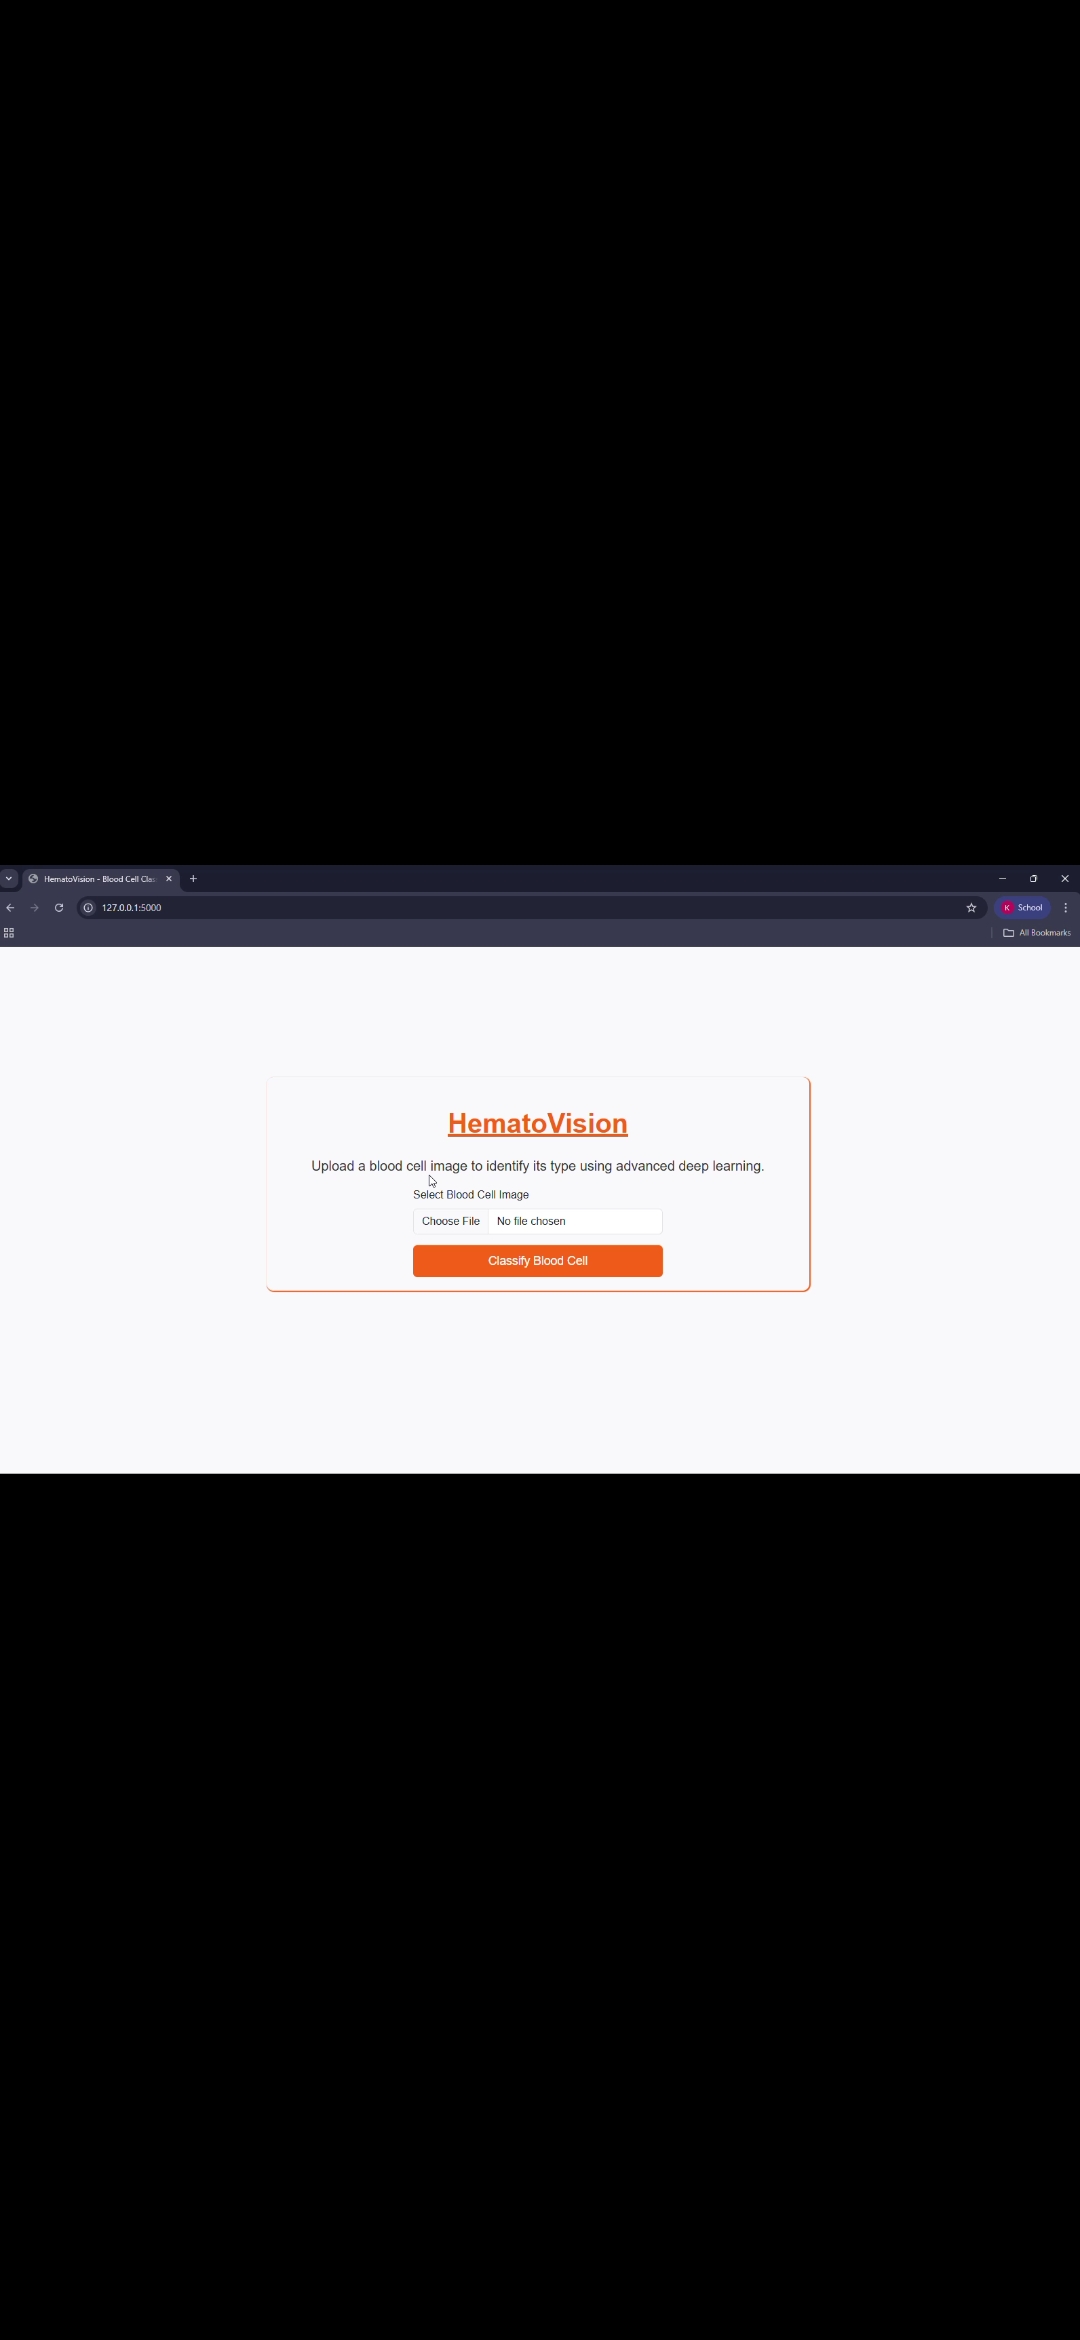 HematoVision - Blood Cell Clas
127.0.0.1:5000
K School
All Bookmarks
HematoVision
Upload a blood cell image to identify its type using advanced deep learning.
Select Blood Cell Image
Choose File No file chosen
Classify Blood Cell